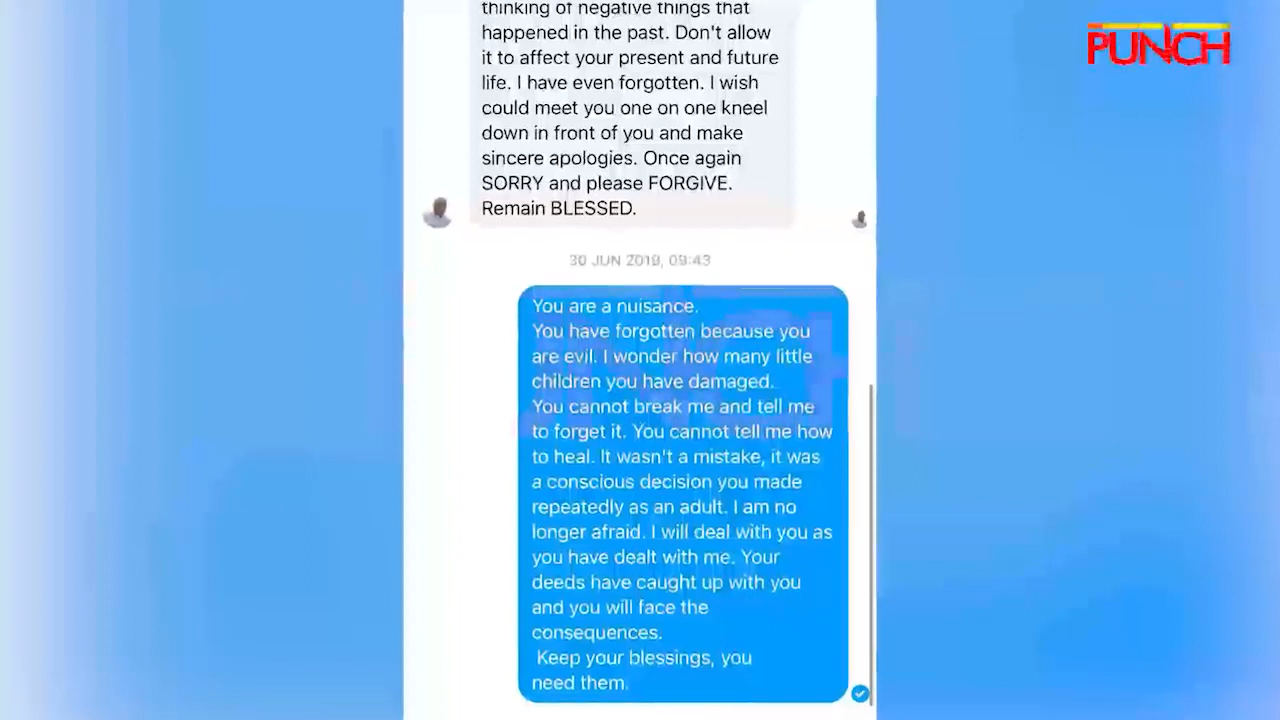 thinking of negative things that
happened in the past. Don't allow
it to affect your present and future
life. I have even forgotten. I wish
could meet you one on one kneel
down in front of you and make
sincere apologies. Once again
SORRY and please FORGIVE.
Remain BLESSED.
30 JUN 2019, 09:43
You are a nuisance.
You have forgotten because you
are evil. I wonder how many little
children you have damaged.
You cannot break me and tell me
to forget it. You cannot tell me how
to heal. It wasn't a mistake, it was
a conscious decision you made
repeatedly as an adult. I am no
longer afraid. I will deal with you as
you have dealt with me. Your
deeds have caught up with you
and you will face the
consequences.
Keep your blessings, you
need them.
PUNCH